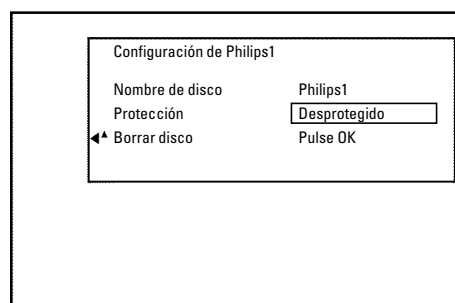 Configuración de Philips1
Nombre de disco Philips1
Protección Desprotegido
Borrar disco Pulse OK